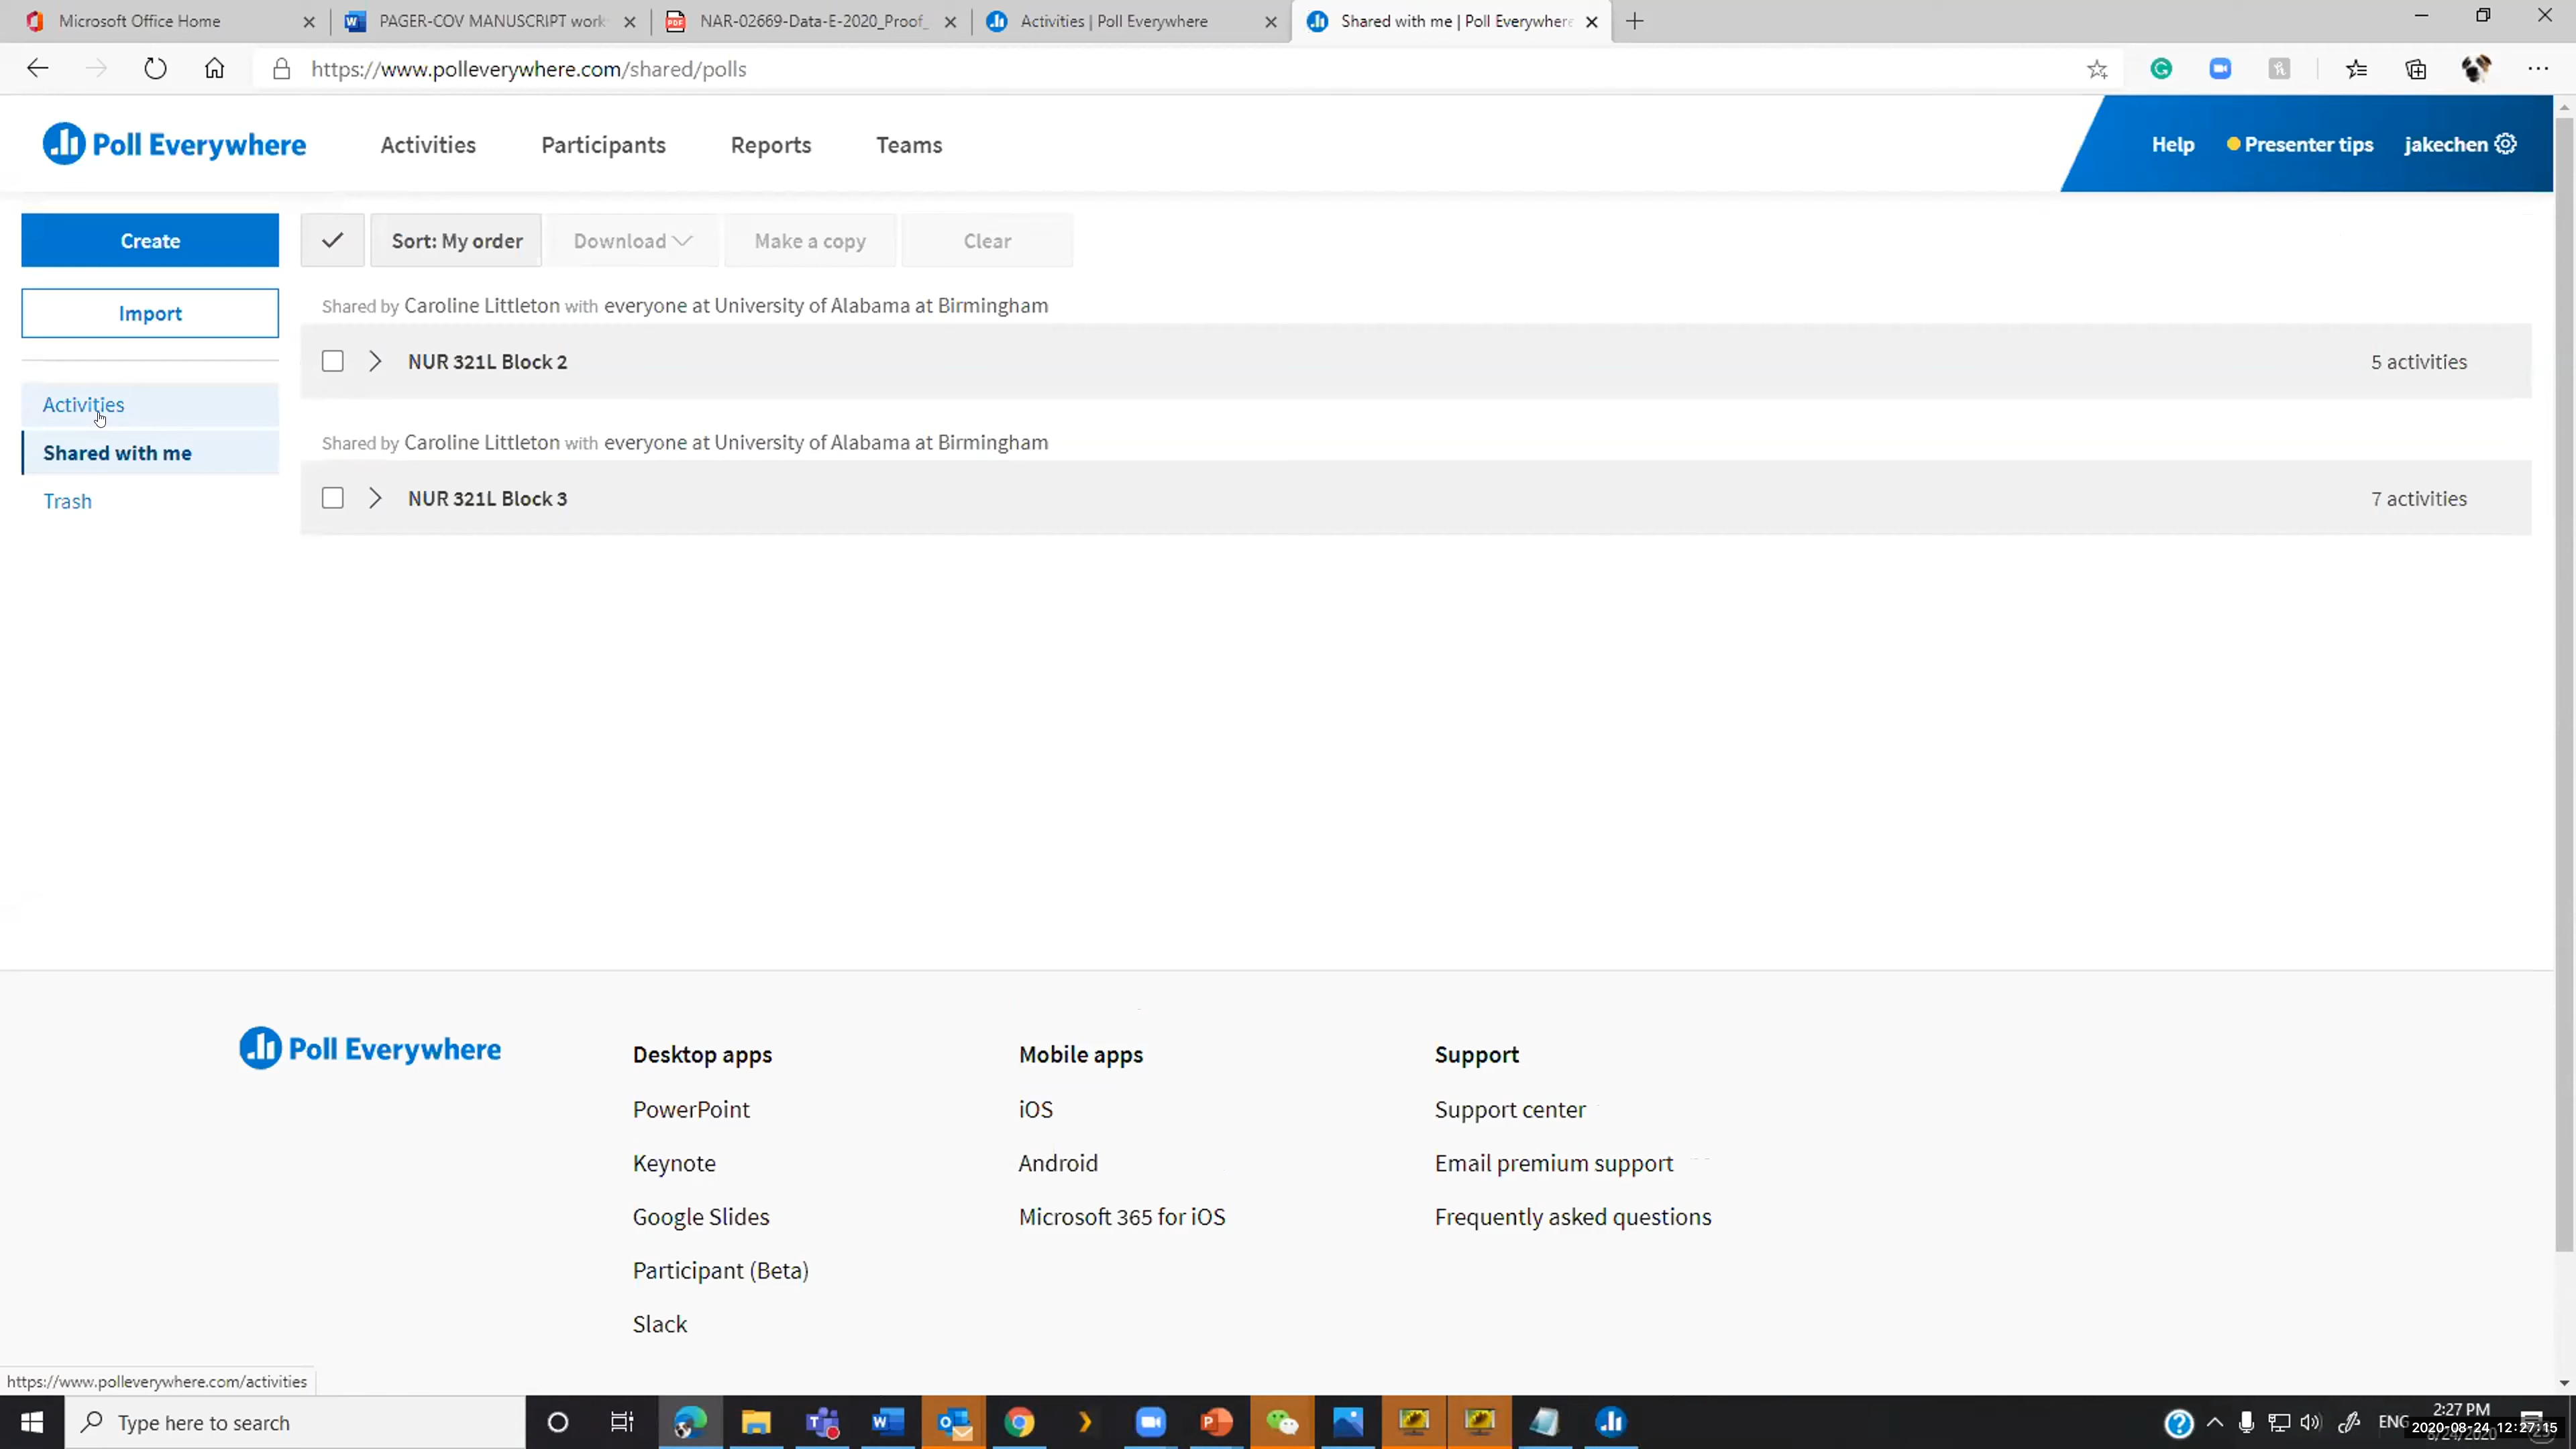 Microsoft Office Home
PAGER-COV MANUSCRIPT work
NAR-02669-Data-E-2020_Proof_
Activities | Poll Everywhere
Shared with me | Poll Everywhere
https://www.polleverywhere.com/shared/polls
Poll Everywhere
Activities
Participants
Reports
Teams
Help
Presenter tips
jakechen
Create
Sort: My order
Download
Make a copy
Clear
Import
Shared by Caroline Littleton with everyone at University of Alabama at Birmingham
NUR 321L Block 2
5 activities
Activities
Shared with me
Trash
Shared by Caroline Littleton with everyone at University of Alabama at Birmingham
NUR 321L Block 3
7 activities
Poll Everywhere
Desktop apps
PowerPoint
Keynote
Google Slides
Participant (Beta)
Slack
Mobile apps
iOS
Android
Microsoft 365 for iOS
Support
Support center
Email premium support
Frequently asked questions
https://www.polleverywhere.com/activities
Type here to search
ENG
2:27 PM
2020-08-24 12:27:15